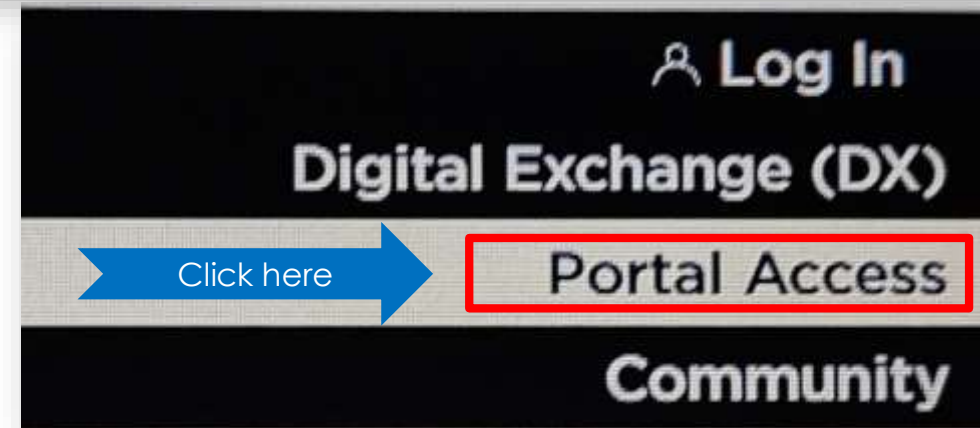 Log In
Digital Exchange (DX)
Click here
Portal Access
Community